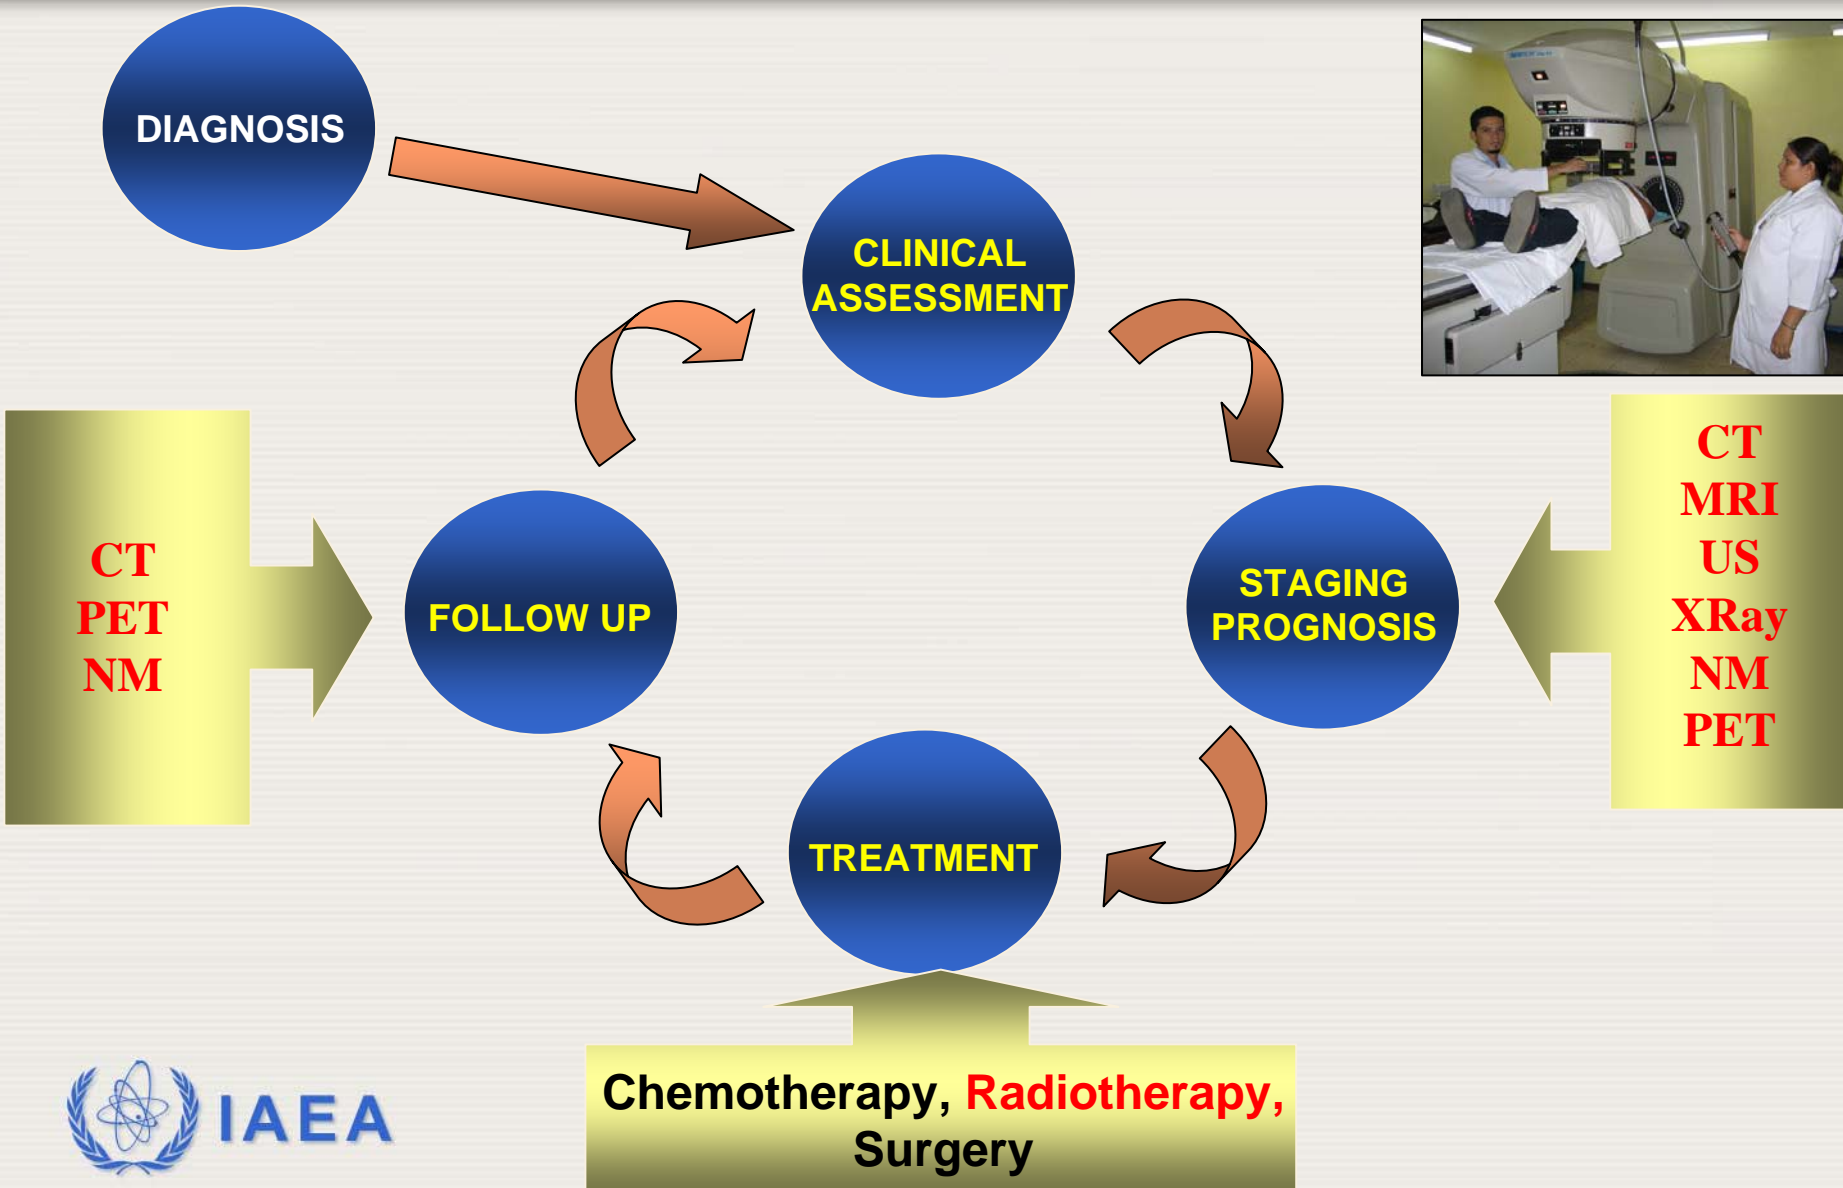 DIAGNOSIS
CLINICAL
ASSESSMENT
CT
MRI
US
XRay
NM
PET
STAGING
PROGNOSIS
CT
PET
NM
FOLLOW UP
TREATMENT
Chemotherapy, Radiotherapy,
Surgery
IAEA